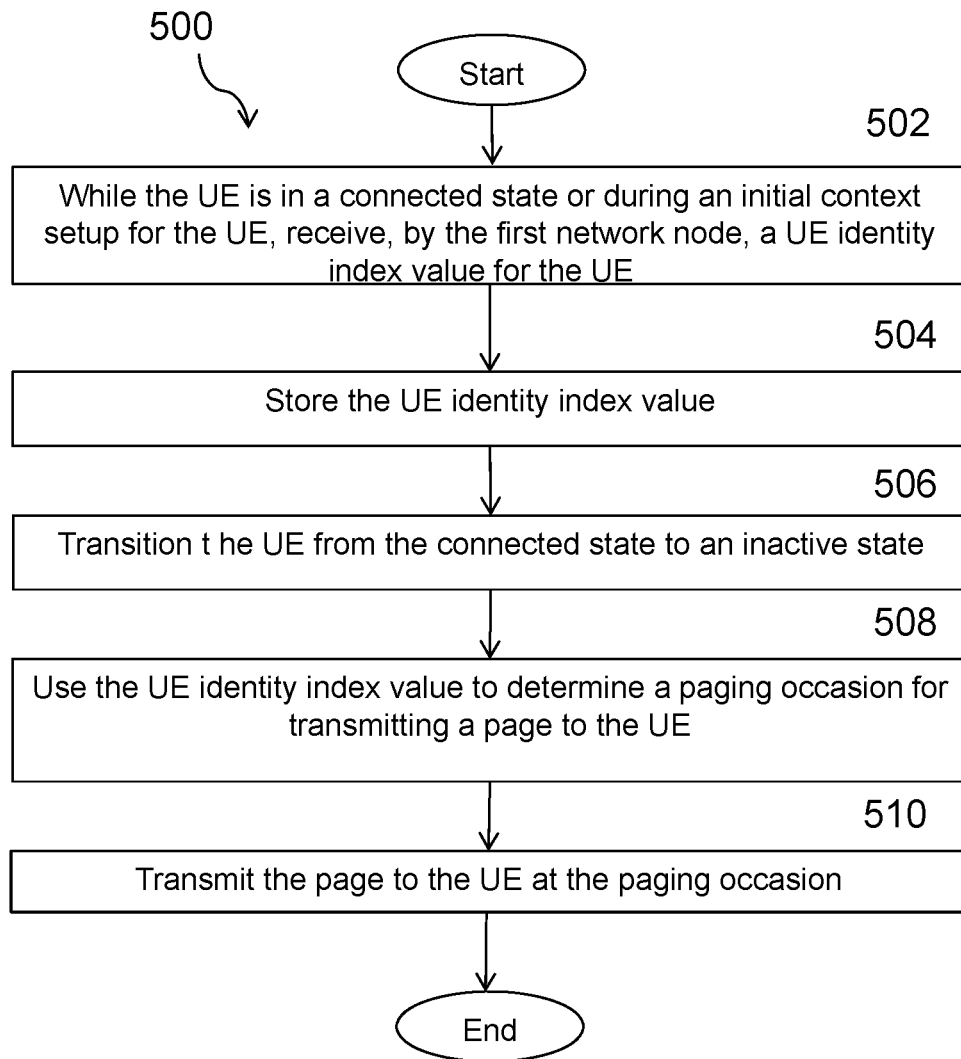 500
Start
502
While the UE is in a connected state or during an initial context
setup for the UE, receive, by the first network node, a UE identity
index value for the UE
504
Store the UE identity index value
506
Transition t he UE from the connected state to an inactive state
508
Use the UE identity index value to determine a paging occasion for
transmitting a page to the UE
510
Transmit the page to the UE at the paging occasion
End